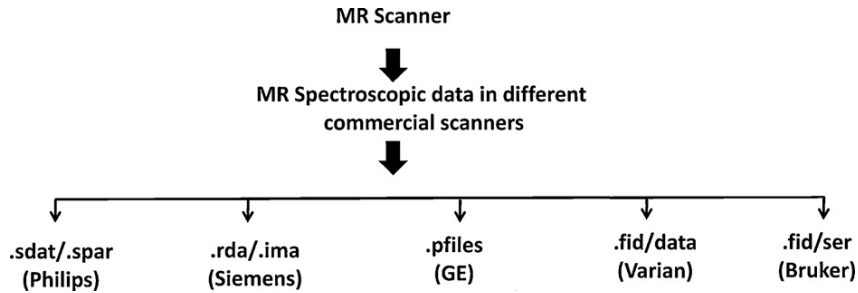 MR Scanner
MR Spectroscopic data in different
commercial scanners
.sdat/.spar
(Philips)
.rda/.ima
(Siemens)
.pfiles
(GE)
.fid/data
(Varian)
.fid/ser
(Bruker)